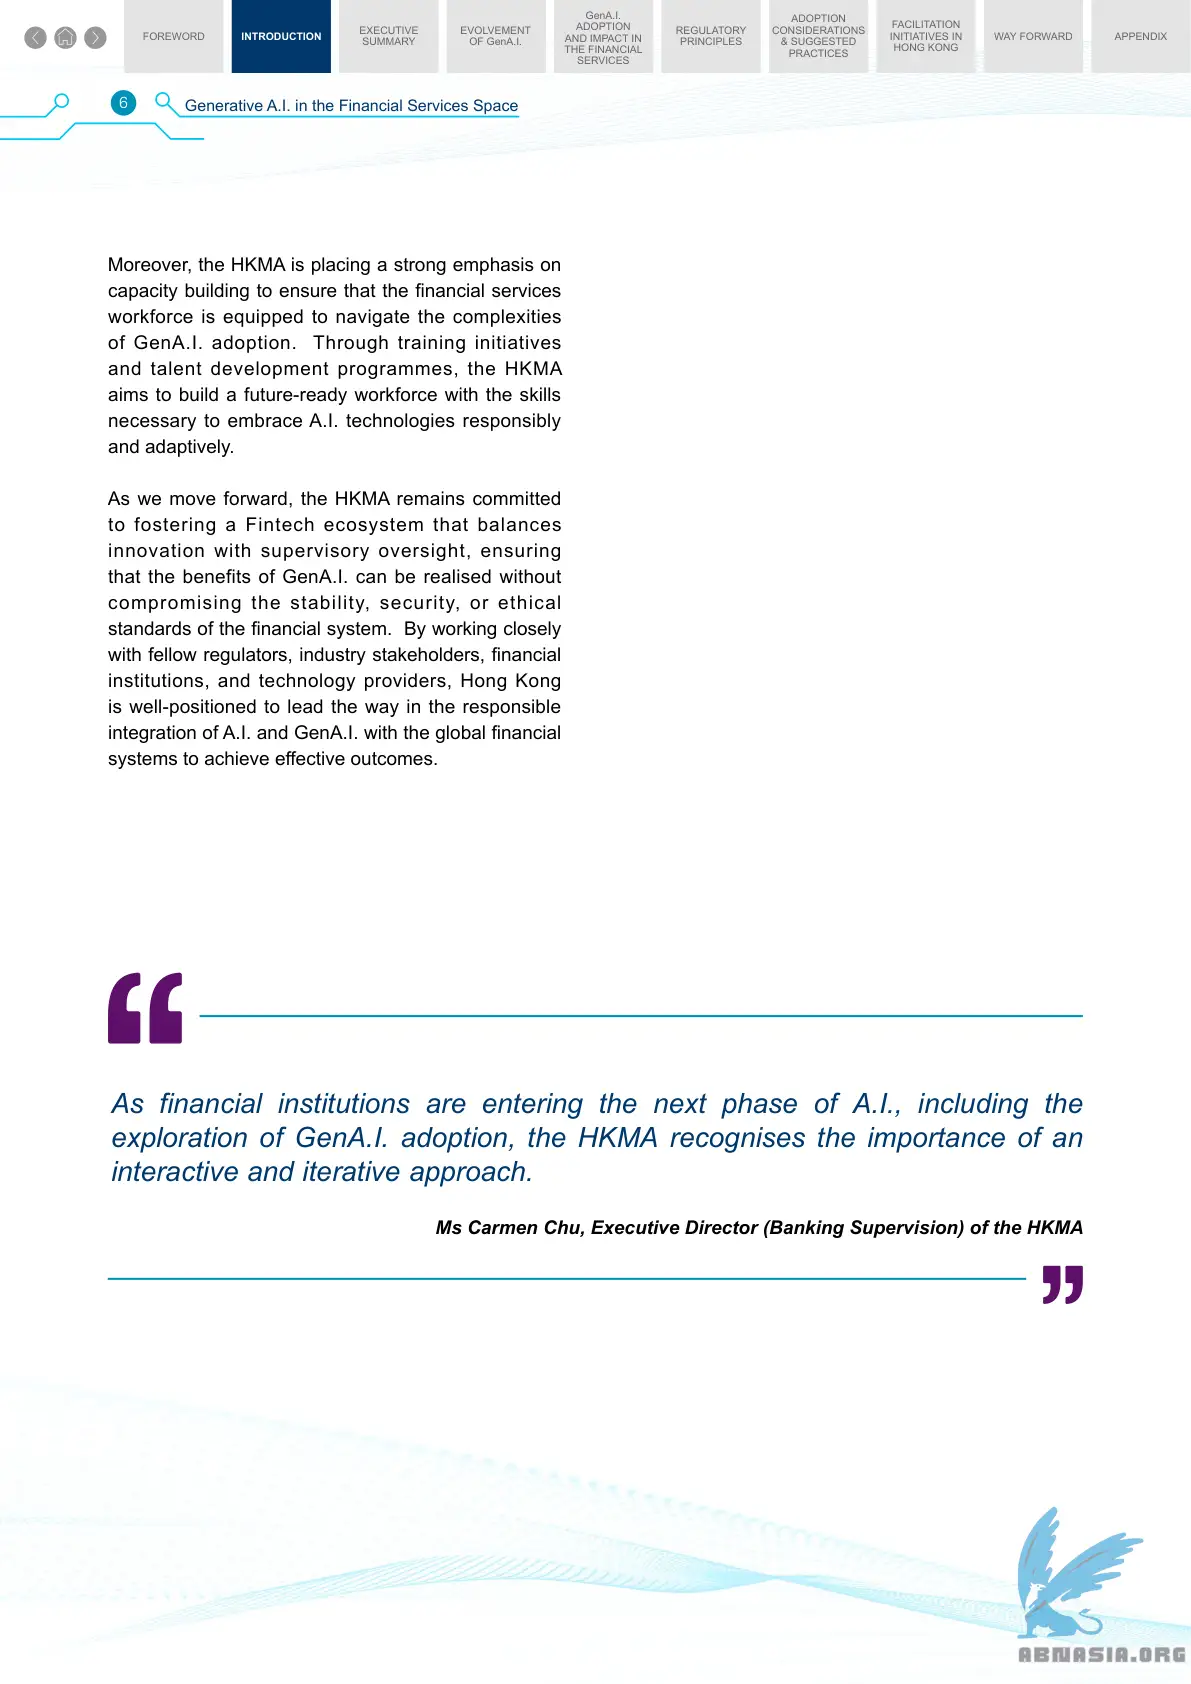 FOREWORD
INTRODUCTION
EXECUTIVE
SUMMARY
EVOLVEMENT
OF GenA.I.
GenA.I.
ADOPTION
AND IMPACT IN
THE FINANCIAL
SERVICES
REGULATORY
PRINCIPLES
ADOPTION
CONSIDERATIONS
& SUGGESTED
PRACTICES
FACILITATION
INITIATIVES IN
HONG KONG
WAY FORWARD
APPENDIX
6 Generative A.I. in the Financial Services Space
Moreover, the HKMA is placing a strong emphasis on
capacity building to ensure that the financial services
workforce is equipped to navigate the complexities
of GenA.I. adoption. Through training initiatives
and talent development programmes, the HKMA
aims to build a future-ready workforce with the skills
necessary to embrace A.I. technologies responsibly
and adaptively.
As we move forward, the HKMA remains committed
to fostering a Fintech ecosystem that balances
innovation with supervisory oversight, ensuring
that the benefits of GenA.I. can be realised without
compromising the stability, security, or ethical
standards of the financial system. By working closely
with fellow regulators, industry stakeholders, financial
institutions, and technology providers, Hong Kong
is well-positioned to lead the way in the responsible
integration of A.I. and GenA.I. with the global financial
systems to achieve effective outcomes.
“
As financial institutions are entering the next phase of A.I., including the
exploration of GenA.I. adoption, the HKMA recognises the importance of an
interactive and iterative approach.
Ms Carmen Chu, Executive Director (Banking Supervision) of the HKMA
”
ABNASIA.ORG